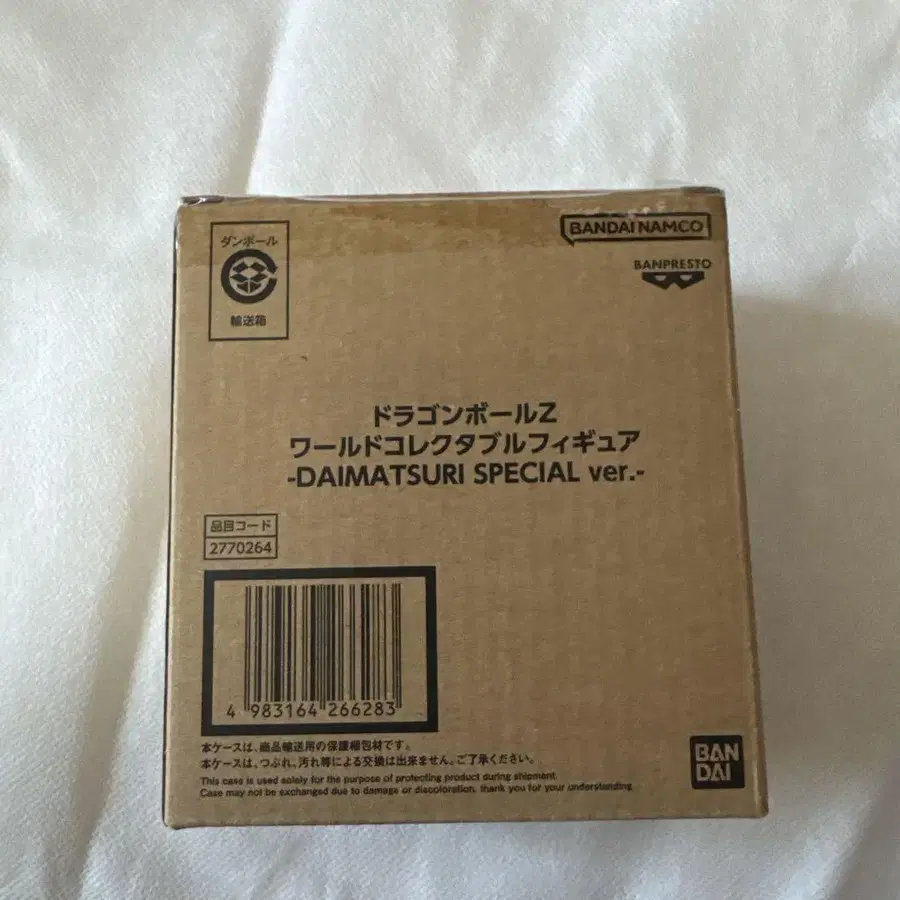 ダンボール
輸送箱
BANDAI NAMCO
BANPRESTO
ドラゴンボールZ
ワールドコレクタブルフィギュア
-DAIMATSURI SPECIAL ver.-
品目コード
2770264
4 983164 266283
本ケースは、商品輸送用の保護梱包材です。
本ケースは、つぶれ、汚れ等による交換は出来ません。ご了承ください。
This case is used solely for the purpose of protecting product during shipment.
Case may not be exchanged due to damage or discoloration. thank you for your understanding.
BAN
DAI